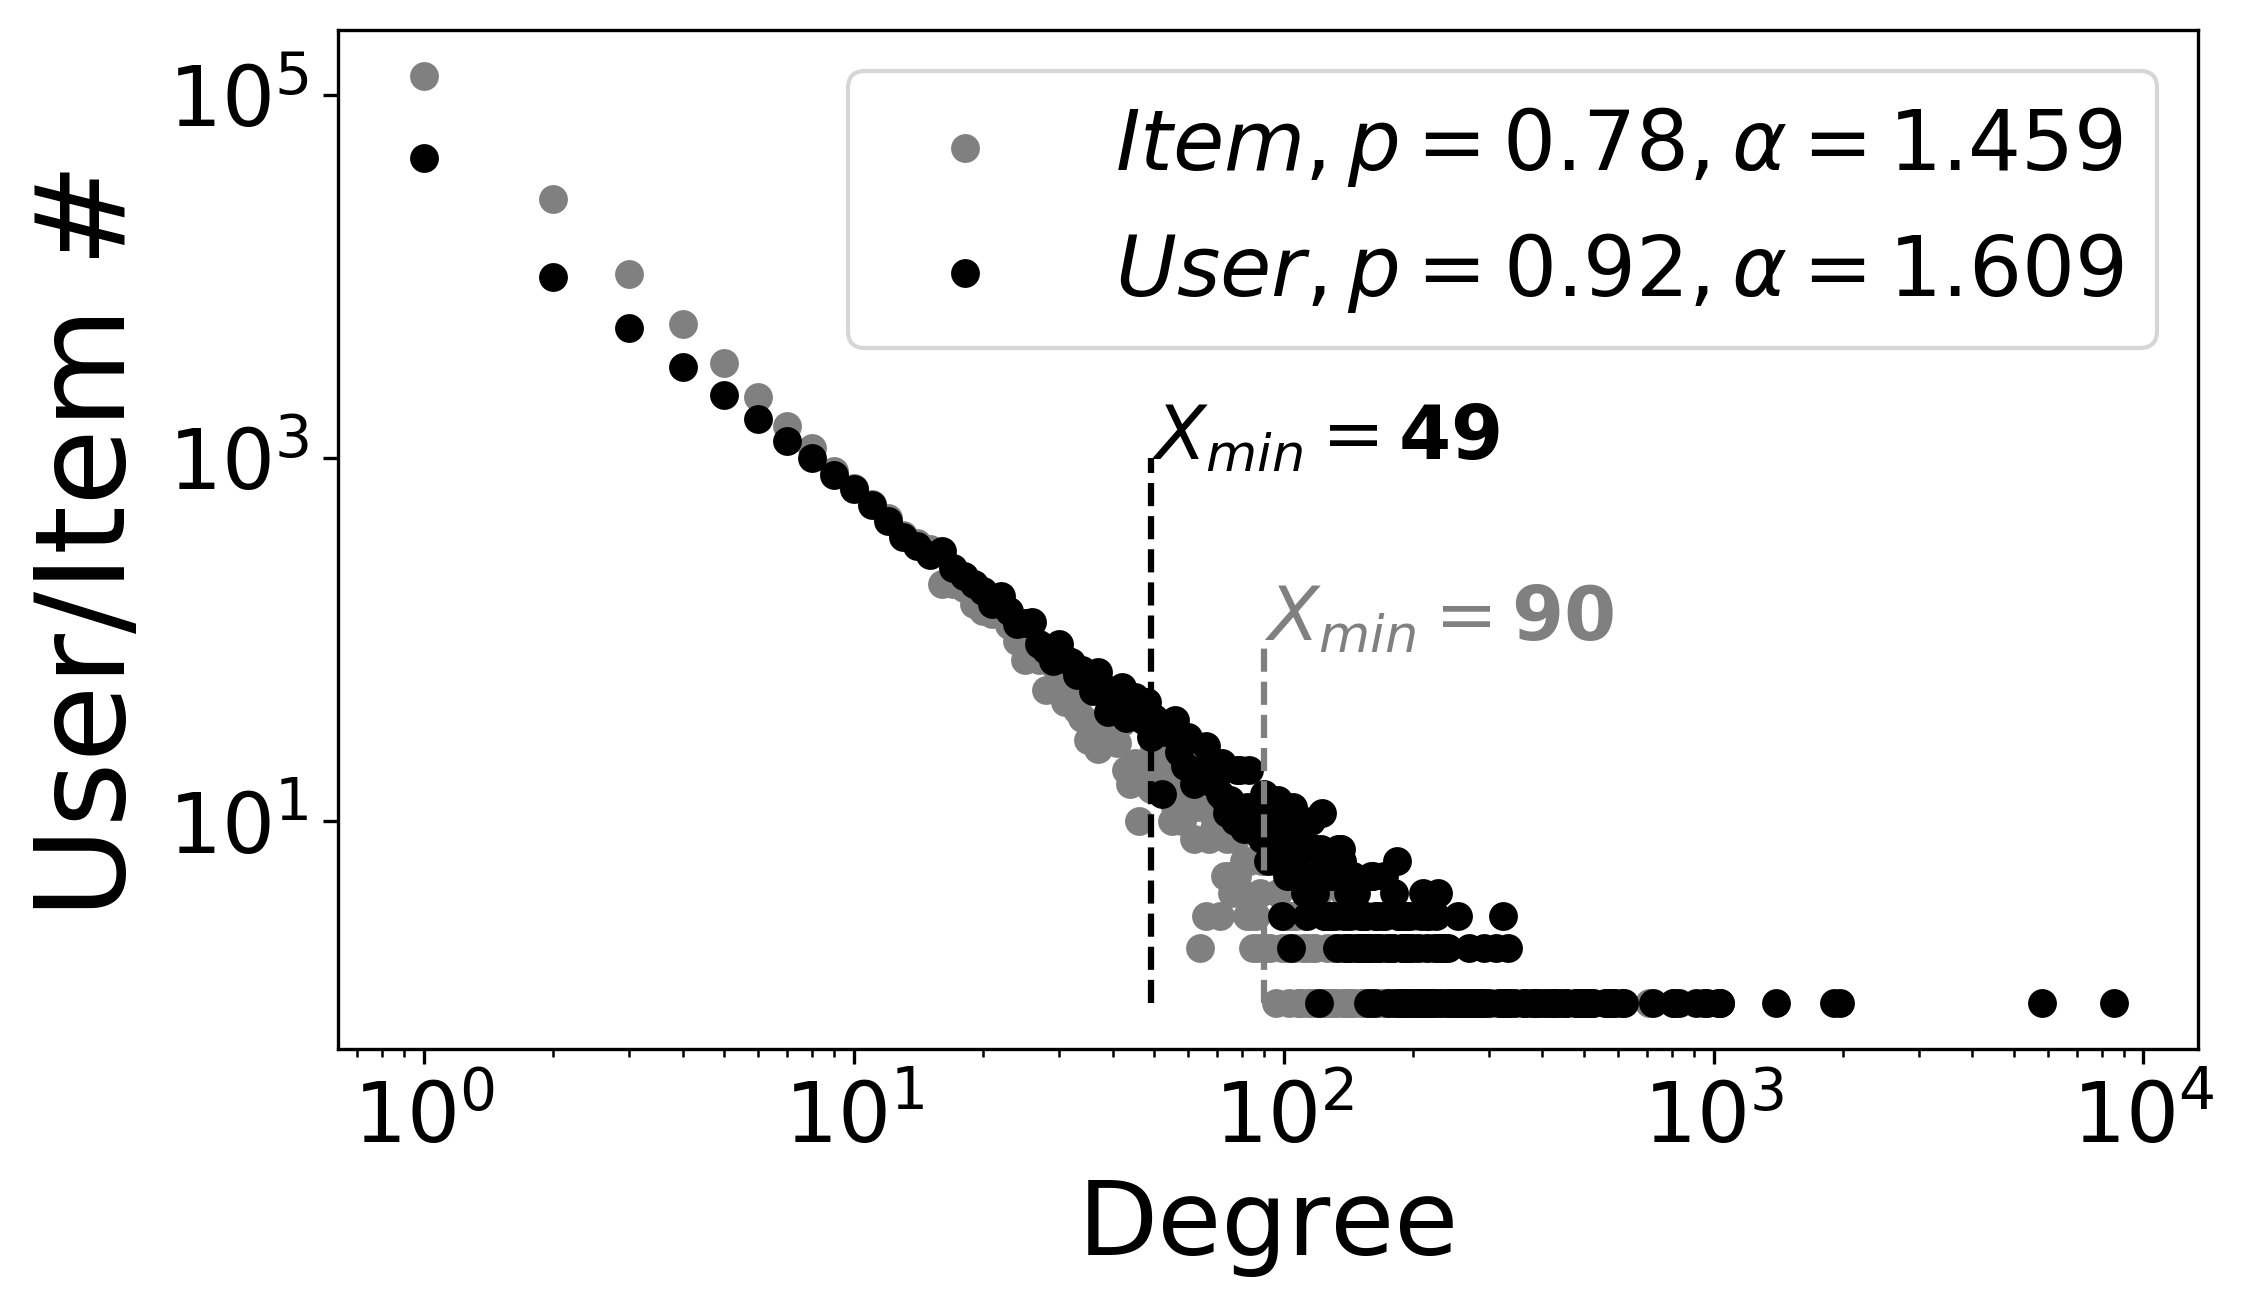 User/Item #
10^5
10^3
10^1
Item, p = 0.78, α = 1.459
User, p = 0.92, α = 1.609
X_min = 49
X_min = 90
10^0 10^1 10^2 10^3 10^4
Degree